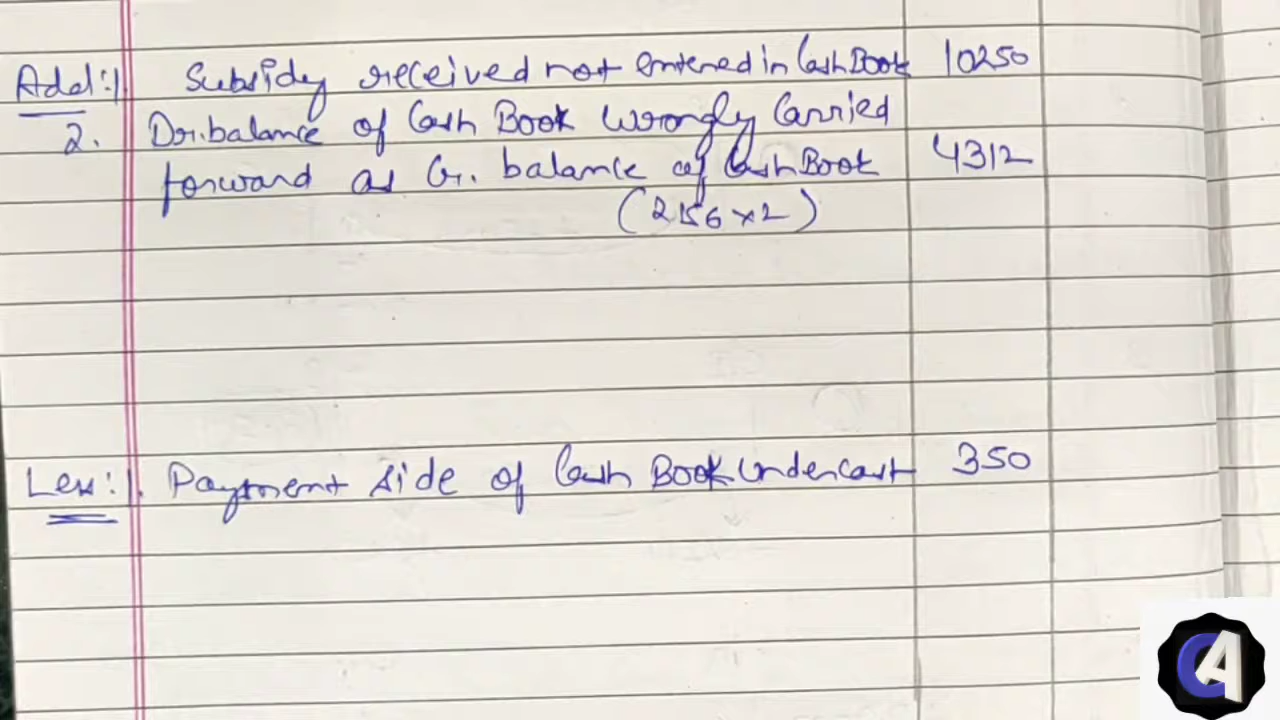 Add:1. Subsidy received not entered in Cash Book 10250
2. Dr. balance of Cash Book wrongly Carried
forward as Cr. balance of Cash Book 4312
(2156×2)
Less:1. Payment side of Cash Book Undercast 350
CA